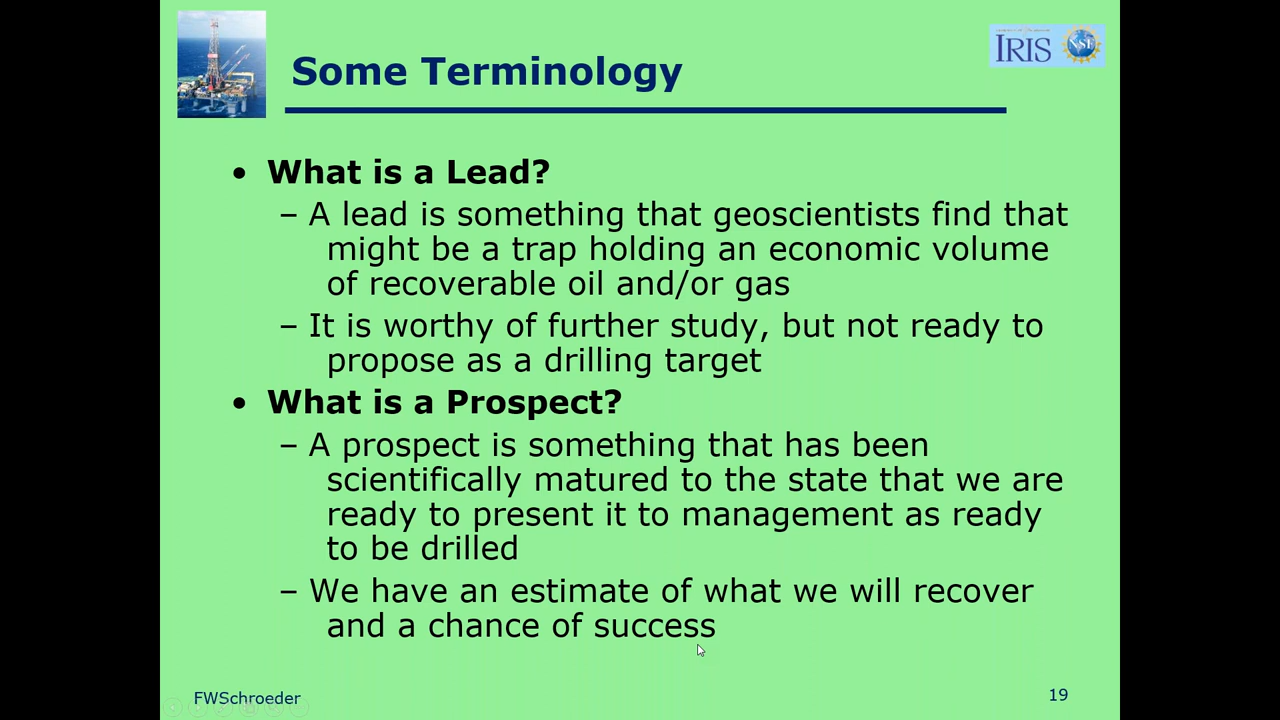 Some Terminology
IRIS
NSF
• What is a Lead?
– A lead is something that geoscientists find that
might be a trap holding an economic volume
of recoverable oil and/or gas
– It is worthy of further study, but not ready to
propose as a drilling target
• What is a Prospect?
– A prospect is something that has been
scientifically matured to the state that we are
ready to present it to management as ready
to be drilled
– We have an estimate of what we will recover
and a chance of success
FWSchroeder
19